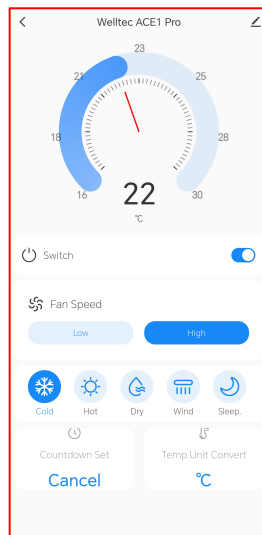 Welltec ACE1 Pro
23
21
25
18
28
16
22
30
℃
Switch
Fan Speed
Low
High
Cold
Hot
Dry
Wind
Sleep.
Countdown Set
Temp Unit Convert
Cancel
℃